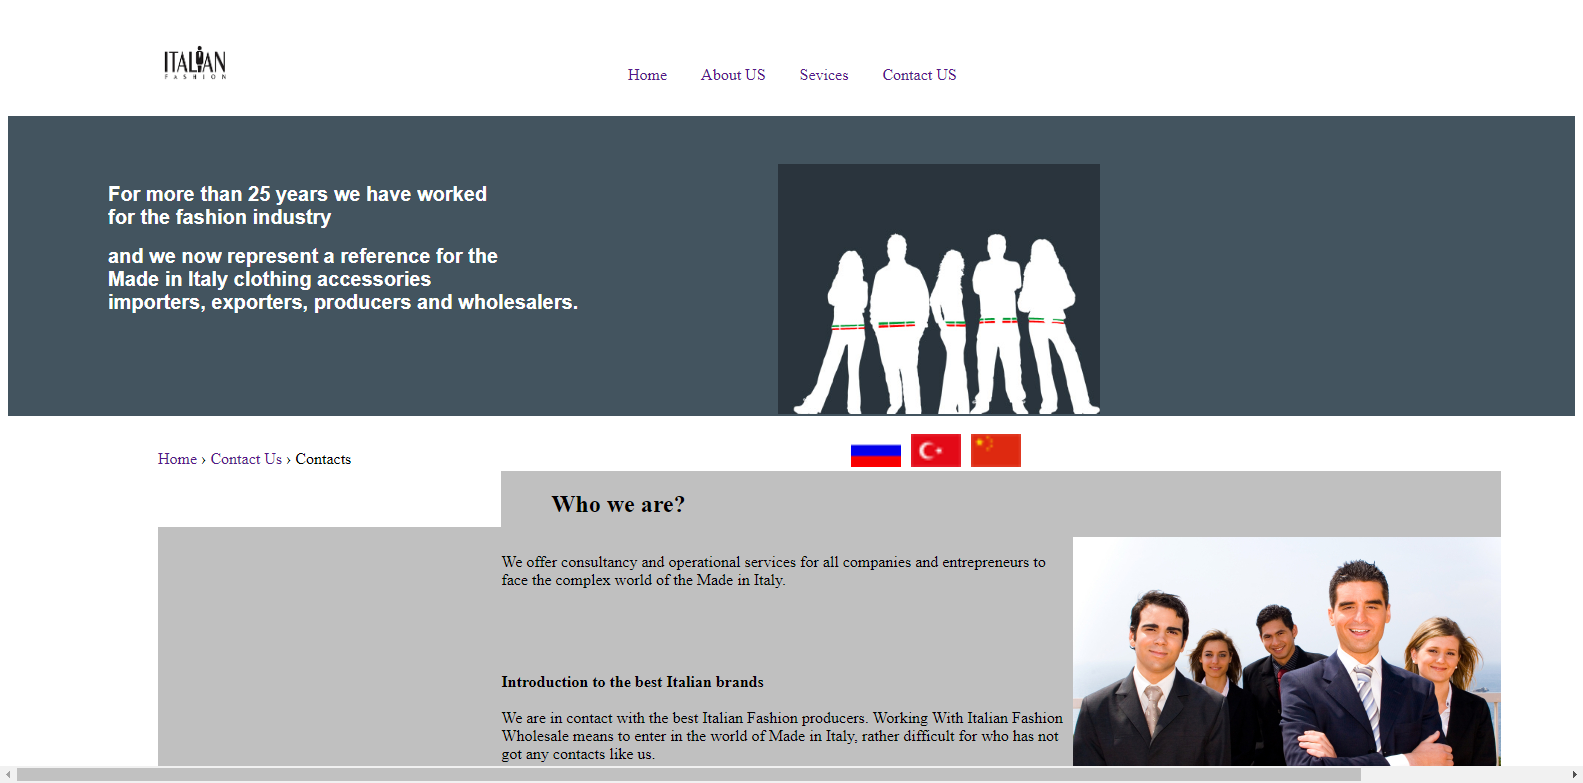 ITALIAN
FASHION
Home About US Sevices Contact US
For more than 25 years we have worked
for the fashion industry
and we now represent a reference for the
Made in Italy clothing accessories
importers, exporters, producers and wholesalers.
Home › Contact Us › Contacts
Who we are?
We offer consultancy and operational services for all companies and entrepreneurs to
face the complex world of the Made in Italy.
Introduction to the best Italian brands
We are in contact with the best Italian Fashion producers. Working With Italian Fashion
Wholesale means to enter in the world of Made in Italy, rather difficult for who has not
got any contacts like us.